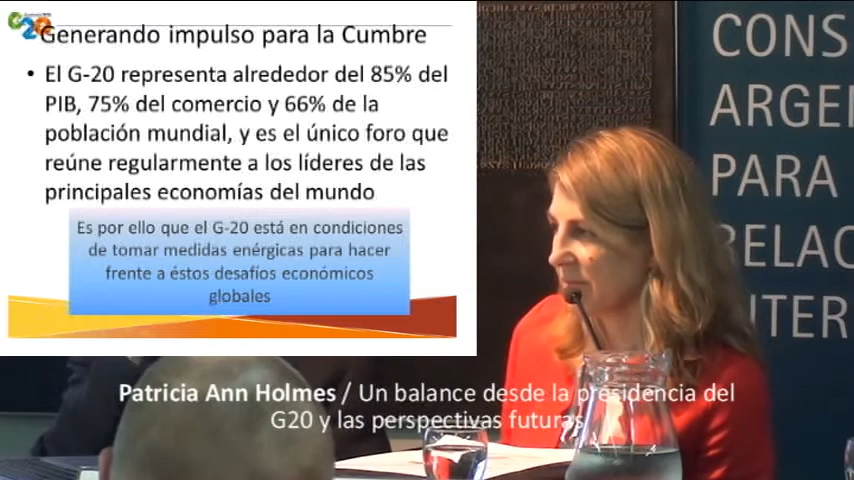 G20
Generando impulso para la Cumbre
• El G-20 representa alrededor del 85% del
PIB, 75% del comercio y 66% de la
población mundial, y es el único foro que
reúne regularmente a los líderes de las
principales economías del mundo
Es por ello que el G-20 está en condiciones
de tomar medidas enérgicas para hacer
frente a éstos desafíos económicos
globales
CONS
ARGEN
PARA
RELAC
NTER
Patricia Ann Holmes / Un balance desde la presidencia del
G20 y las perspectivas futuras